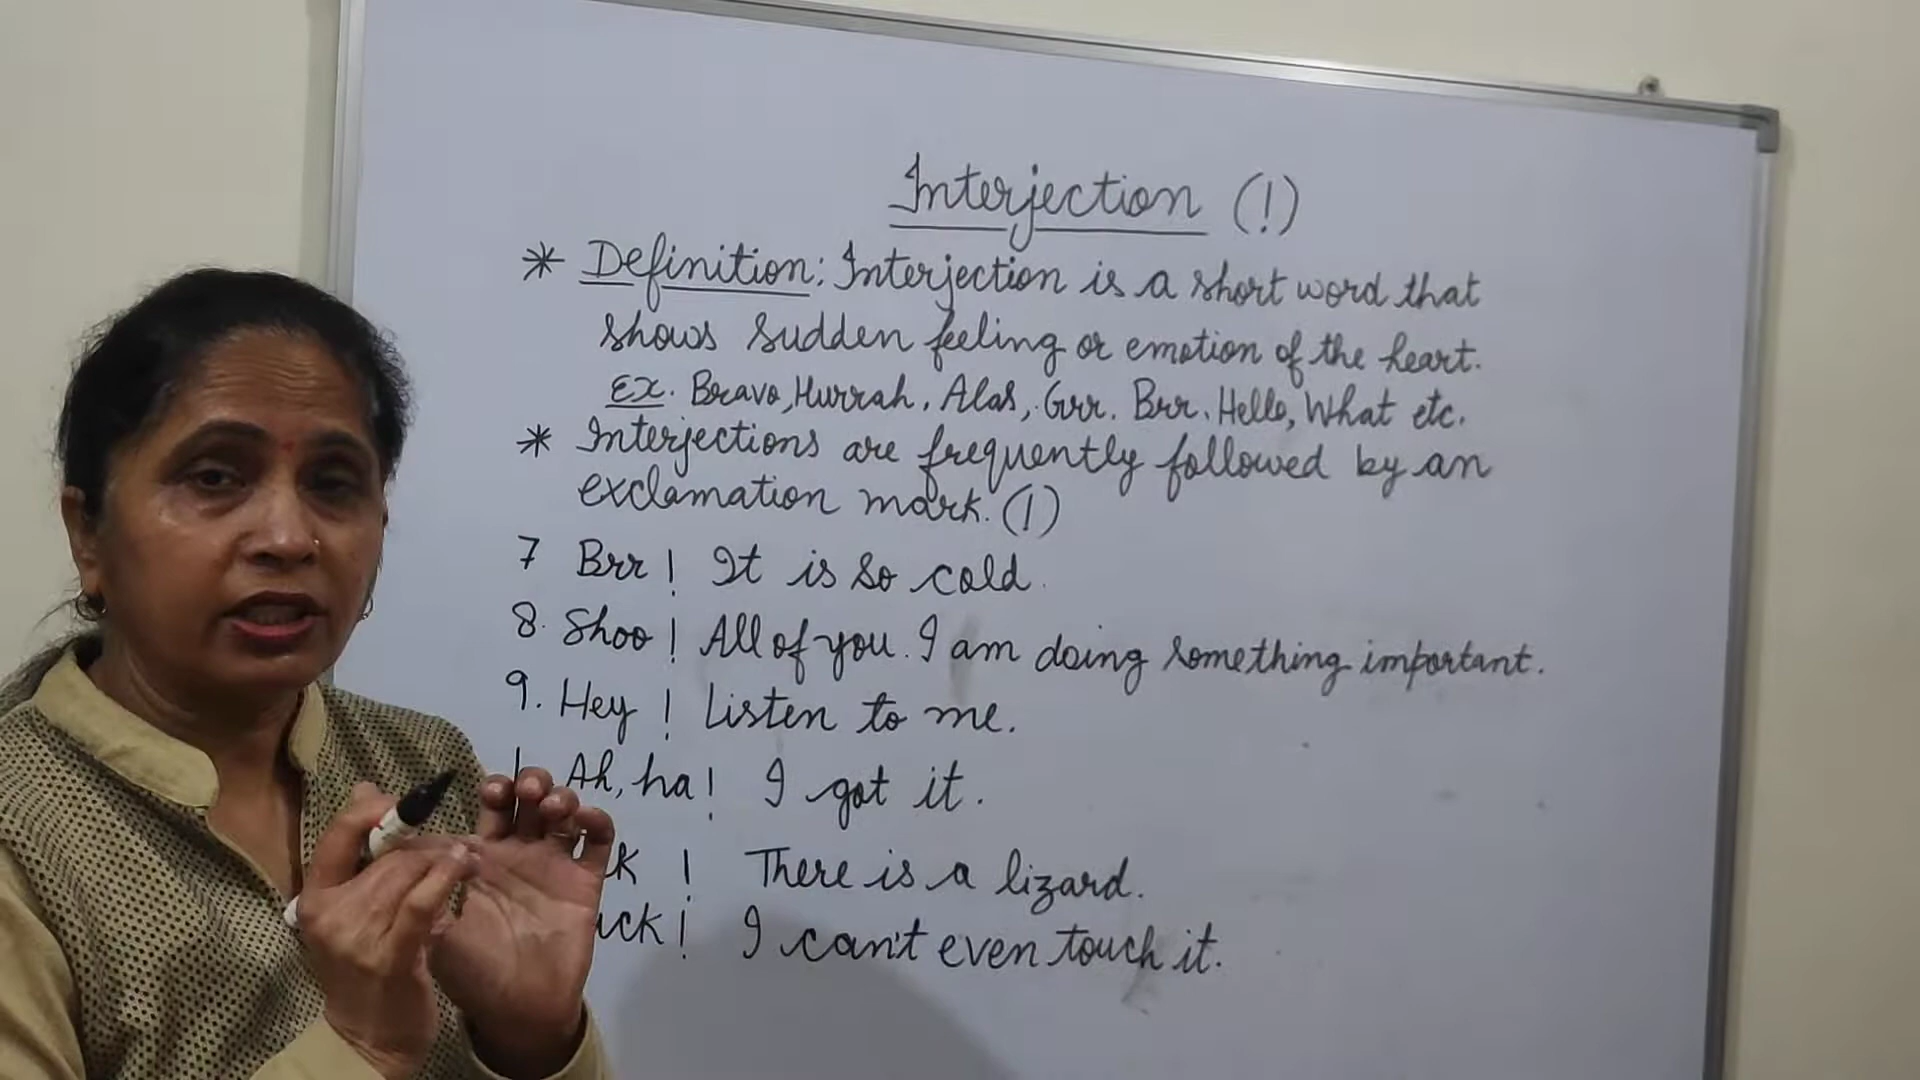 Interjection (!)
* Definition: Interjection is a short word that
shows sudden feeling or emotion of the heart.
Ex. Bravo, Hurrah, Alas, Grr. Brr, Hello, What etc.
* Interjections are frequently followed by an
exclamation mark. (!)
7 Brr! It is so cold.
8. Shoo! All of you. I am doing something important.
9. Hey! Listen to me.
Ah, ha! I got it.
! There is a lizard.
! I can't even touch it.